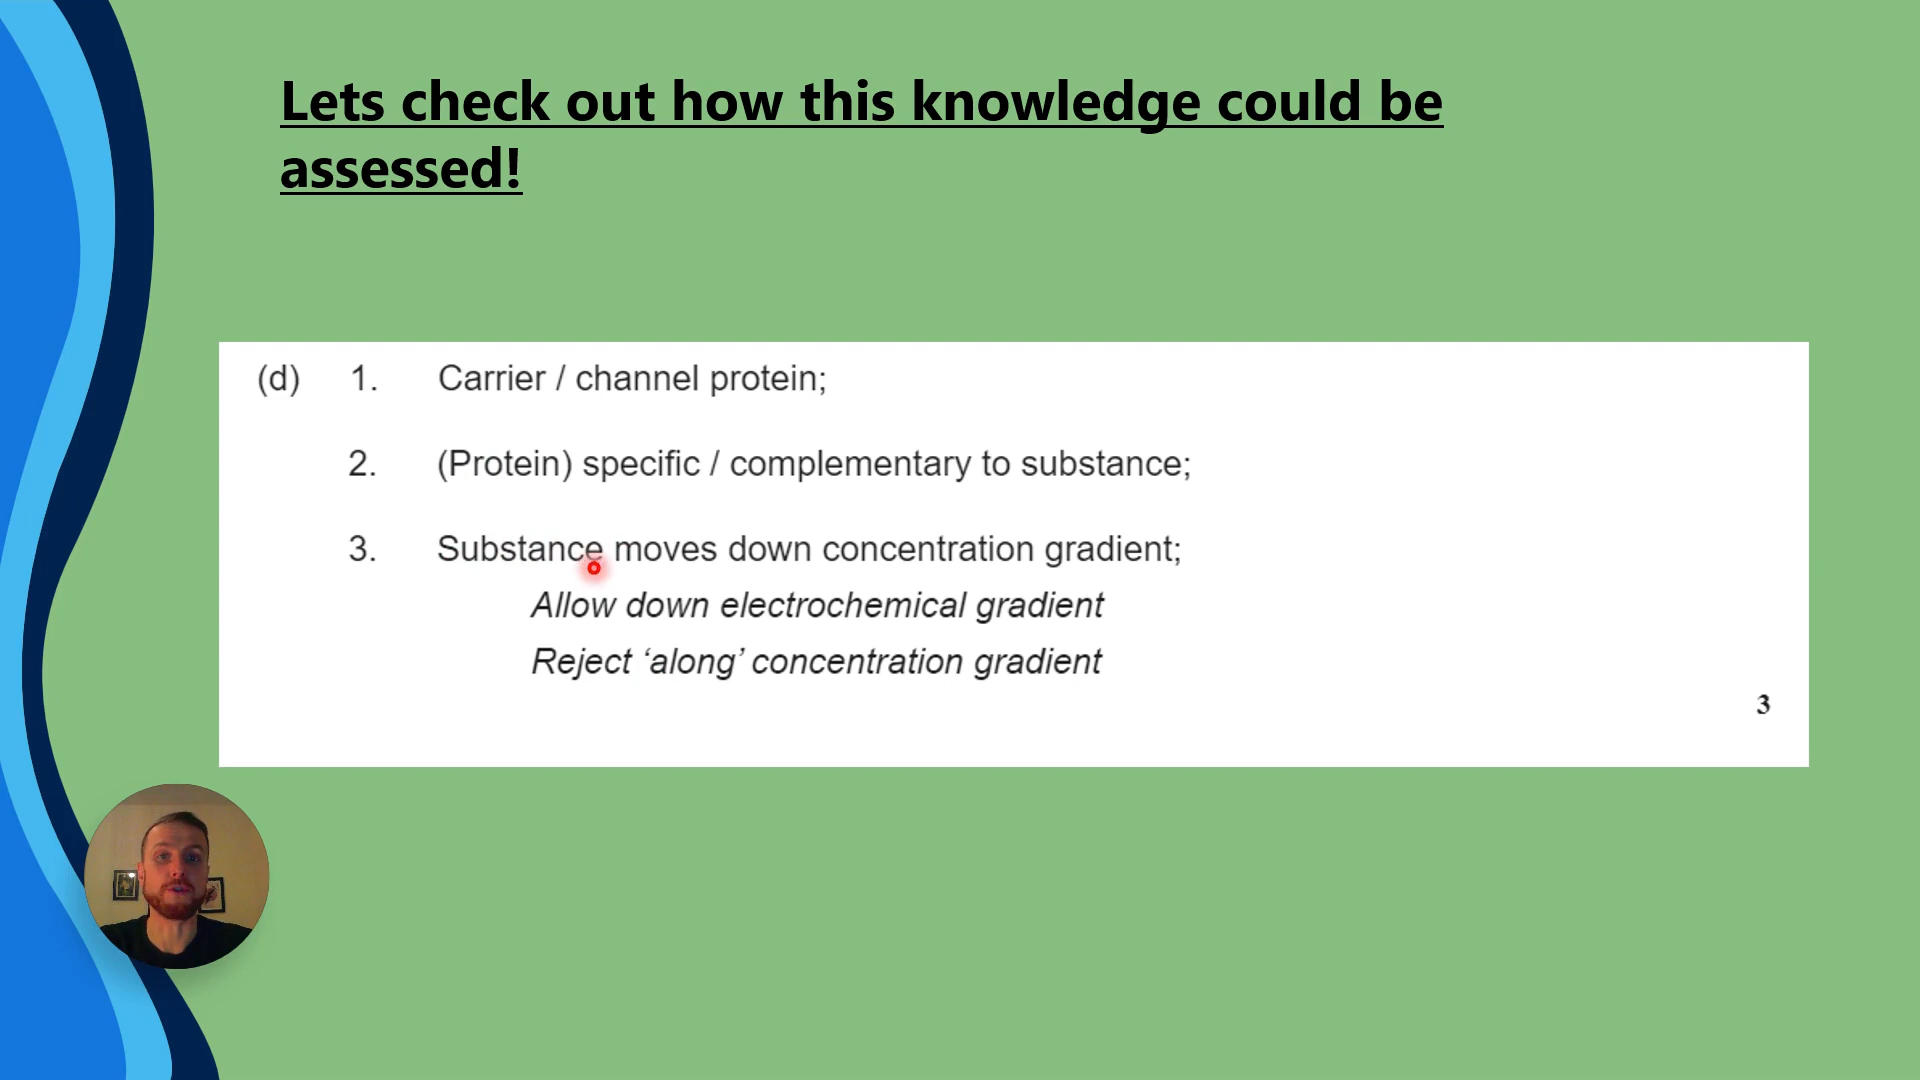 Lets check out how this knowledge could be
assessed!
(d) 1. Carrier / channel protein;
2. (Protein) specific / complementary to substance;
3. Substance moves down concentration gradient;
Allow down electrochemical gradient
Reject ‘along’ concentration gradient
3